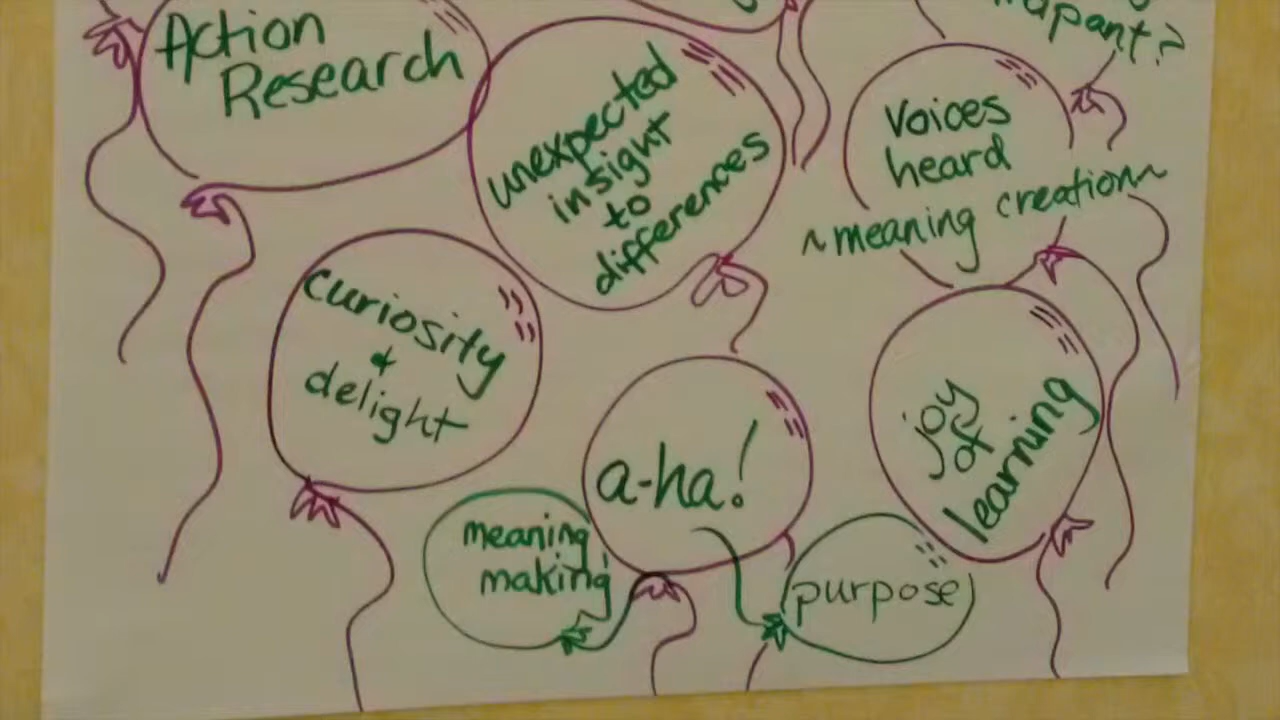 Action
Research
unexpected
insight
to
differences
voices
heard
~meaning creation~
curiosity
+
delight
a-ha!
joy
of
learning
meaning
making
purpose